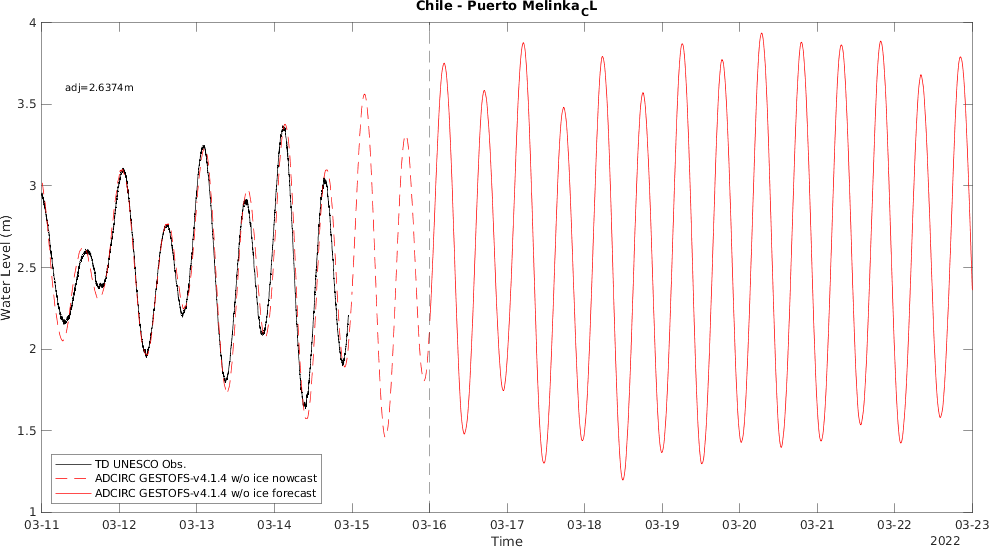 Chile - Puerto Melinka_CL
adj=2.6374m
4
3.5
3
2.5
2
1.5
1
Water Level (m)
TD UNESCO Obs.
ADCIRC GESTOFS-v4.1.4 w/o ice nowcast
ADCIRC GESTOFS-v4.1.4 w/o ice forecast
03-11 03-12 03-13 03-14 03-15 03-16 03-17 03-18 03-19 03-20 03-21 03-22 03-23
Time
2022